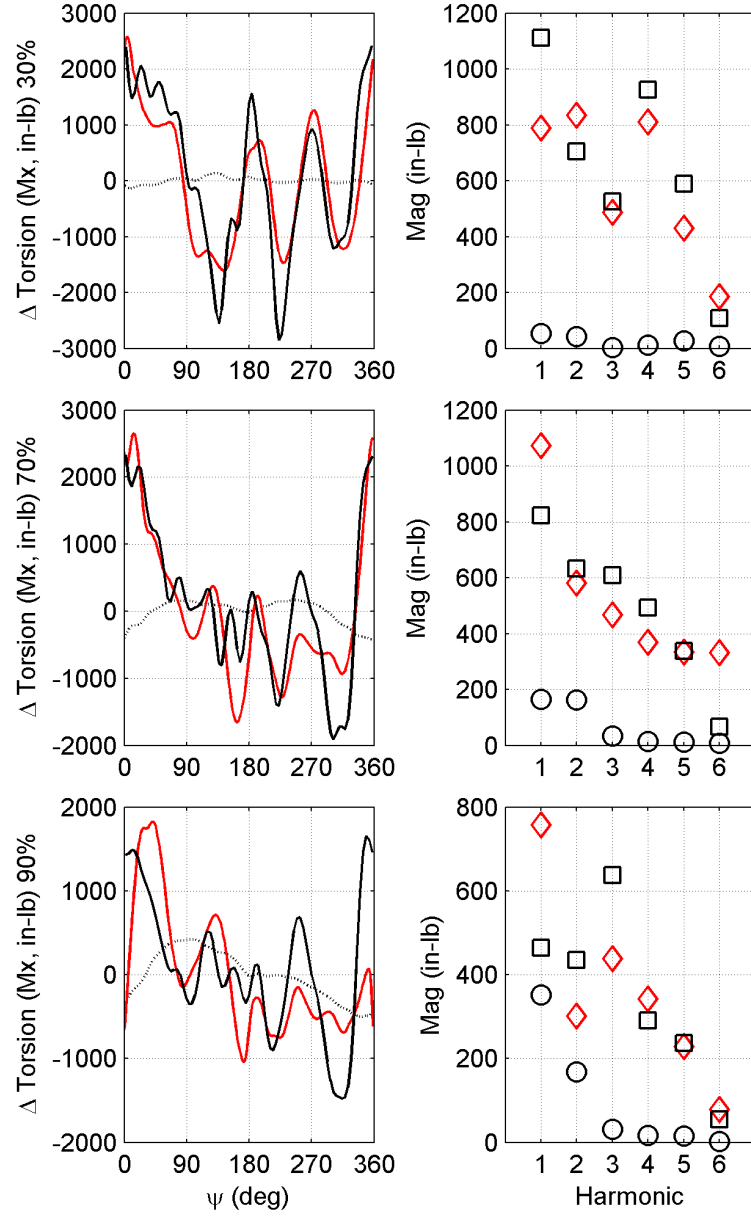 Δ Torsion (Mx, in-lb) 30%
3000
2000
1000
0
-1000
-2000
-3000
0 90 180 270 360
Mag (in-lb)
1200
1000
800
600
400
200
0
1 2 3 4 5 6
Δ Torsion (Mx, in-lb) 70%
3000
2000
1000
0
-1000
-2000
0 90 180 270 360
Mag (in-lb)
1200
1000
800
600
400
200
0
1 2 3 4 5 6
Δ Torsion (Mx, in-lb) 90%
2000
1000
0
-1000
-2000
0 90 180 270 360
ψ (deg)
Mag (in-lb)
800
600
400
200
0
1 2 3 4 5 6
Harmonic